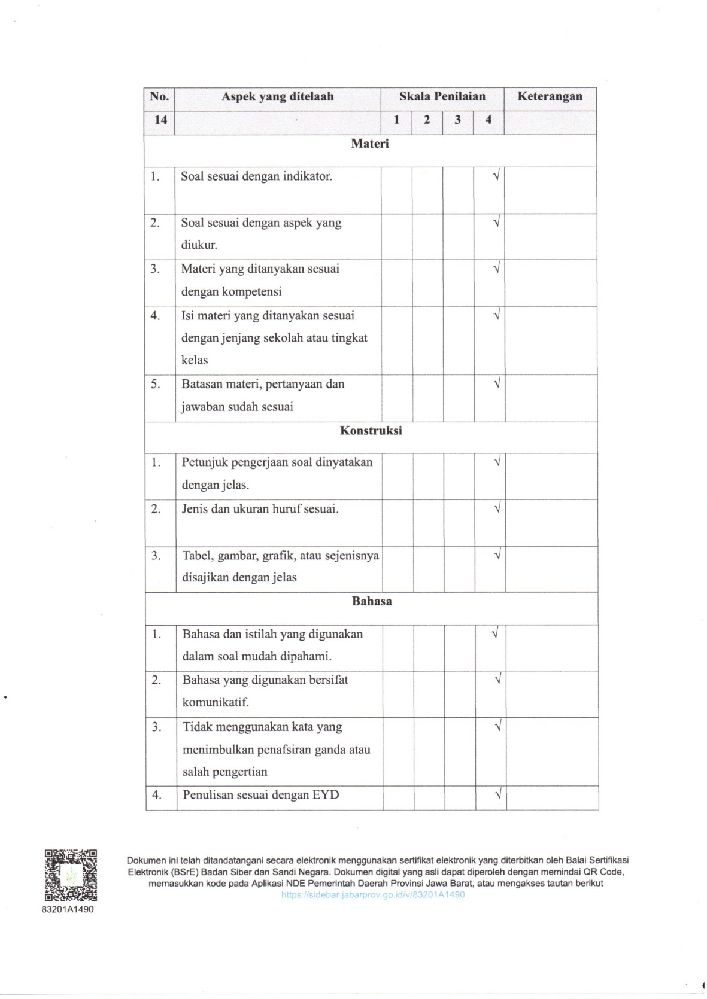 No. Aspek yang ditelaah Skala Penilaian Keterangan
14 1 2 3 4
Materi
1. Soal sesuai dengan indikator. √
2. Soal sesuai dengan aspek yang √
diukur.
3. Materi yang ditanyakan sesuai √
dengan kompetensi
4. Isi materi yang ditanyakan sesuai √
dengan jenjang sekolah atau tingkat
kelas
5. Batasan materi, pertanyaan dan √
jawaban sudah sesuai
Konstruksi
1. Petunjuk pengerjaan soal dinyatakan √
dengan jelas.
2. Jenis dan ukuran huruf sesuai. √
3. Tabel, gambar, grafik, atau sejenisnya √
disajikan dengan jelas
Bahasa
1. Bahasa dan istilah yang digunakan √
dalam soal mudah dipahami.
2. Bahasa yang digunakan bersifat √
komunikatif.
3. Tidak menggunakan kata yang √
menimbulkan penafsiran ganda atau
salah pengertian
4. Penulisan sesuai dengan EYD √
Dokumen ini telah ditandatangani secara elektronik menggunakan sertifikat elektronik yang diterbitkan oleh Balai Sertifikasi
Elektronik (BSrE) Badan Siber dan Sandi Negara. Dokumen digital yang asli dapat diperoleh dengan memindai QR Code,
memasukkan kode pada Aplikasi NDE Pemerintah Daerah Provinsi Jawa Barat, atau mengakses tautan berikut
https://sidebar.jabarprov.go.id/v/83201A1490
83201A1490